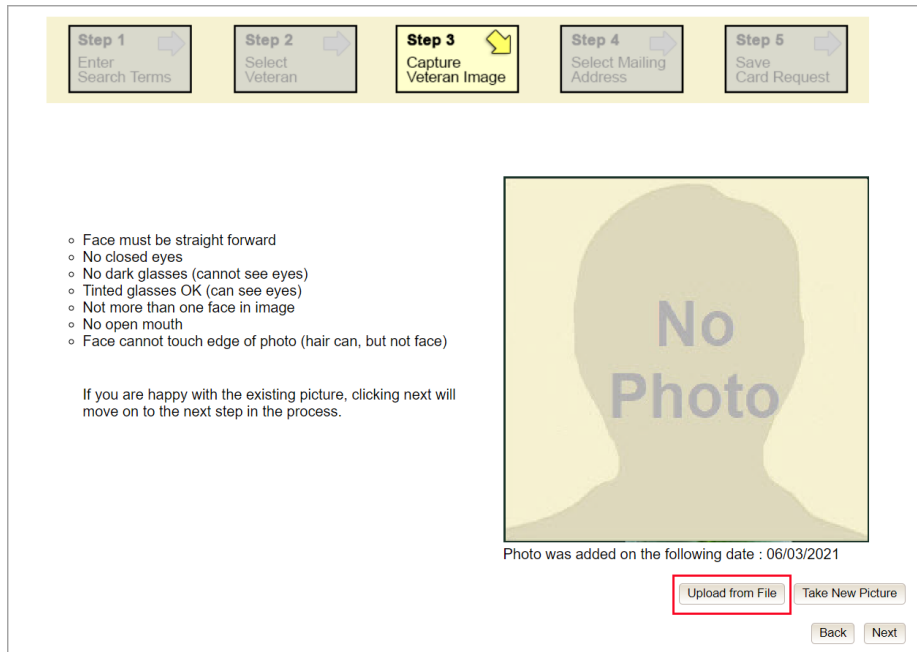 Step 1
Enter
Search Terms
Step 2
Select
Veteran
Step 3
Capture
Veteran Image
Step 4
Select Mailing
Address
Step 5
Save
Card Request
Face must be straight forward
No closed eyes
No dark glasses (cannot see eyes)
Tinted glasses OK (can see eyes)
Not more than one face in image
No open mouth
Face cannot touch edge of photo (hair can, but not face)
If you are happy with the existing picture, clicking next will
move on to the next step in the process.
No
Photo
Photo was added on the following date : 06/03/2021
Upload from File
Take New Picture
Back
Next